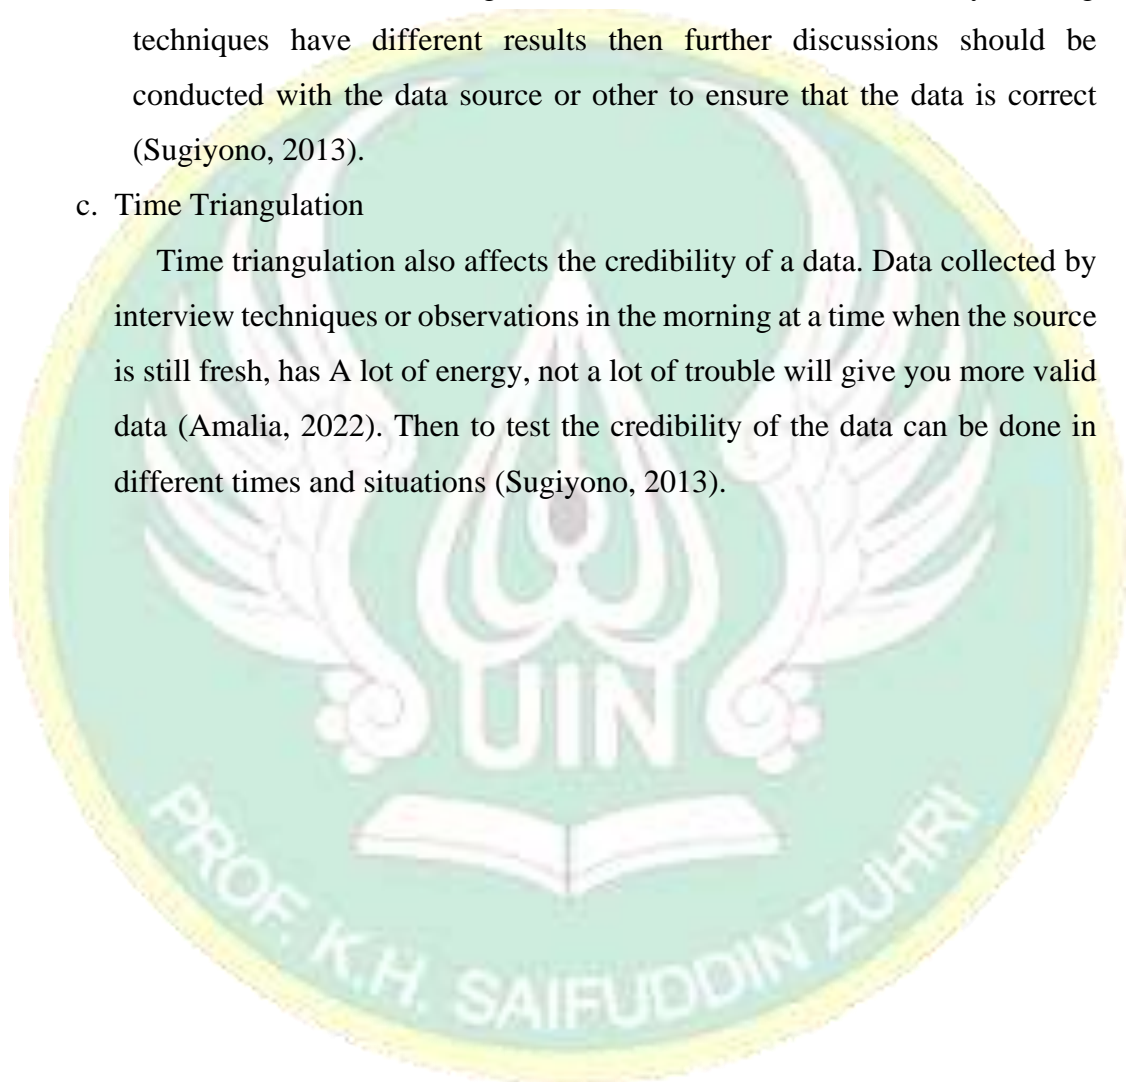 techniques have different results then further discussions should be
conducted with the data source or other to ensure that the data is correct
(Sugiyono, 2013).
c. Time Triangulation
Time triangulation also affects the credibility of a data. Data collected by
interview techniques or observations in the morning at a time when the source
is still fresh, has A lot of energy, not a lot of trouble will give you more valid
data (Amalia, 2022). Then to test the credibility of the data can be done in
different times and situations (Sugiyono, 2013).
UIN
PROF. K.H. SAIFUDDIN ZUHRI